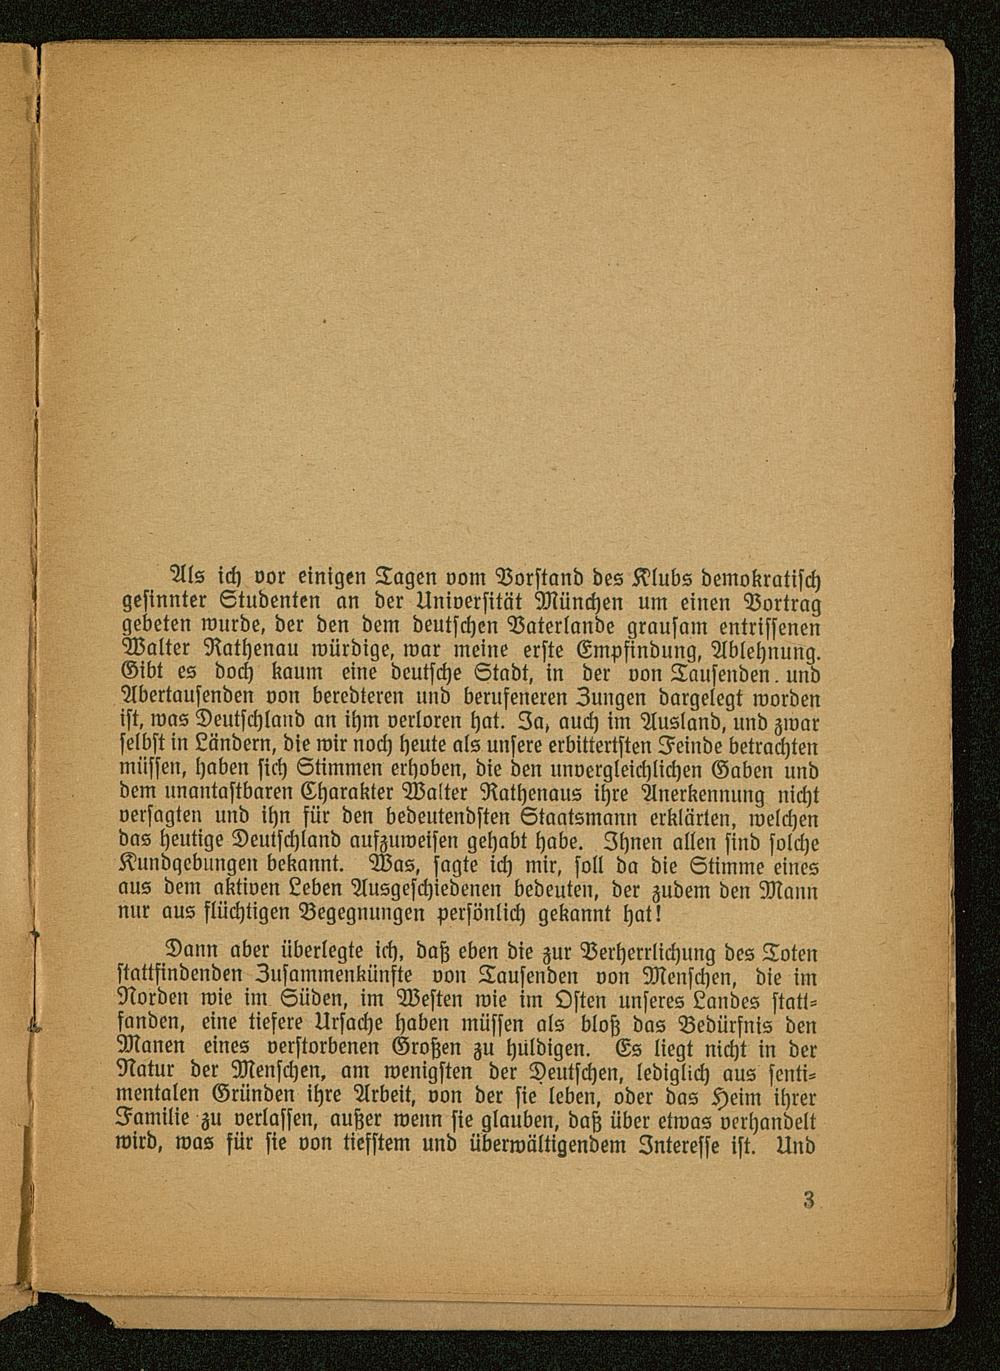 Als ich vor einigen Tagen vom Vorstand des Klubs demokratisch
gesinnter Studenten an der Universität München um einen Vortrag
gebeten wurde, der den dem deutschen Vaterlande grausam entrissenen
Walter Rathenau würdige, war meine erste Empfindung, Ablehnung.
Gibt es doch kaum eine deutsche Stadt, in der von Tausenden. und
Abertausenden von beredteren und berufeneren Zungen dargelegt worden
ist, was Deutschland an ihm verloren hat. Ja, auch im Ausland, und zwar
selbst in Ländern, die wir noch heute als unsere erbittertsten Feinde betrachten
müssen, haben sich Stimmen erhoben, die den unvergleichlichen Gaben und
dem unantastbaren Charakter Walter Rathenaus ihre Anerkennung nicht
versagten und ihn für den bedeutendsten Staatsmann erklärten, welchen
das heutige Deutschland aufzuweisen gehabt habe. Ihnen allen sind solche
Kundgebungen bekannt. Was, sagte ich mir, soll da die Stimme eines
aus dem aktiven Leben Ausgeschiedenen bedeuten, der zudem den Mann
nur aus flüchtigen Begegnungen persönlich gekannt hat!
Dann aber überlegte ich, daß eben die zur Verherrlichung des Toten
stattfindenden Zusammenkünfte von Tausenden von Menschen, die im
Norden wie im Süden, im Westen wie im Osten unseres Landes statt-
fanden, eine tiefere Ursache haben müssen als bloß das Bedürfnis den
Manen eines verstorbenen Großen zu huldigen. Es liegt nicht in der
Natur der Menschen, am wenigsten der Deutschen, lediglich aus senti-
mentalen Gründen ihre Arbeit, von der sie leben, oder das Heim ihrer
Familie zu verlassen, außer wenn sie glauben, daß über etwas verhandelt
wird, was für sie von tiefstem und überwältigendem Interesse ist. Und
3